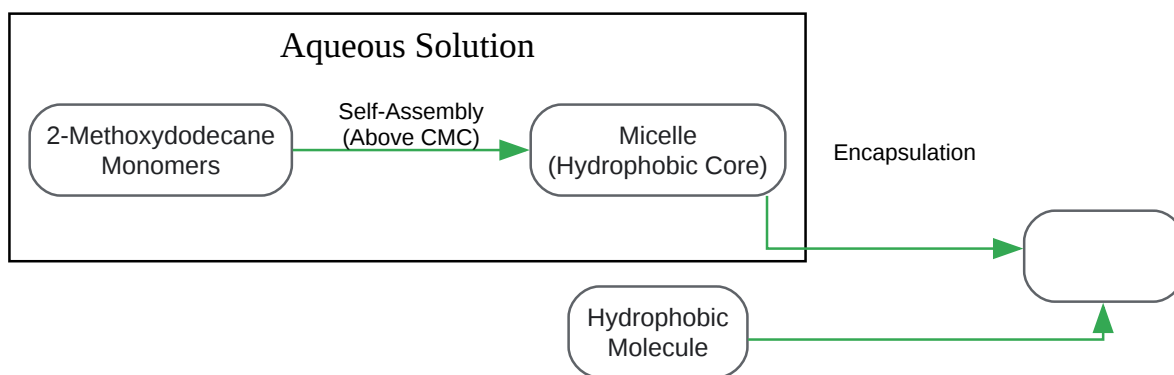 Aqueous Solution
2-Methoxydodecane
Monomers
Self-Assembly
(Above CMC)
Micelle
(Hydrophobic Core)
Encapsulation
Hydrophobic
Molecule